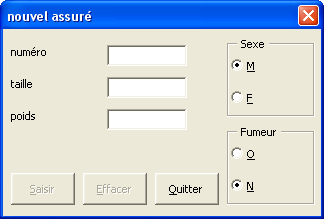 nouvel assuré
numéro
taille
poids
Sexe
M
F
Fumeur
O
N
Saisir
Effacer
Quitter